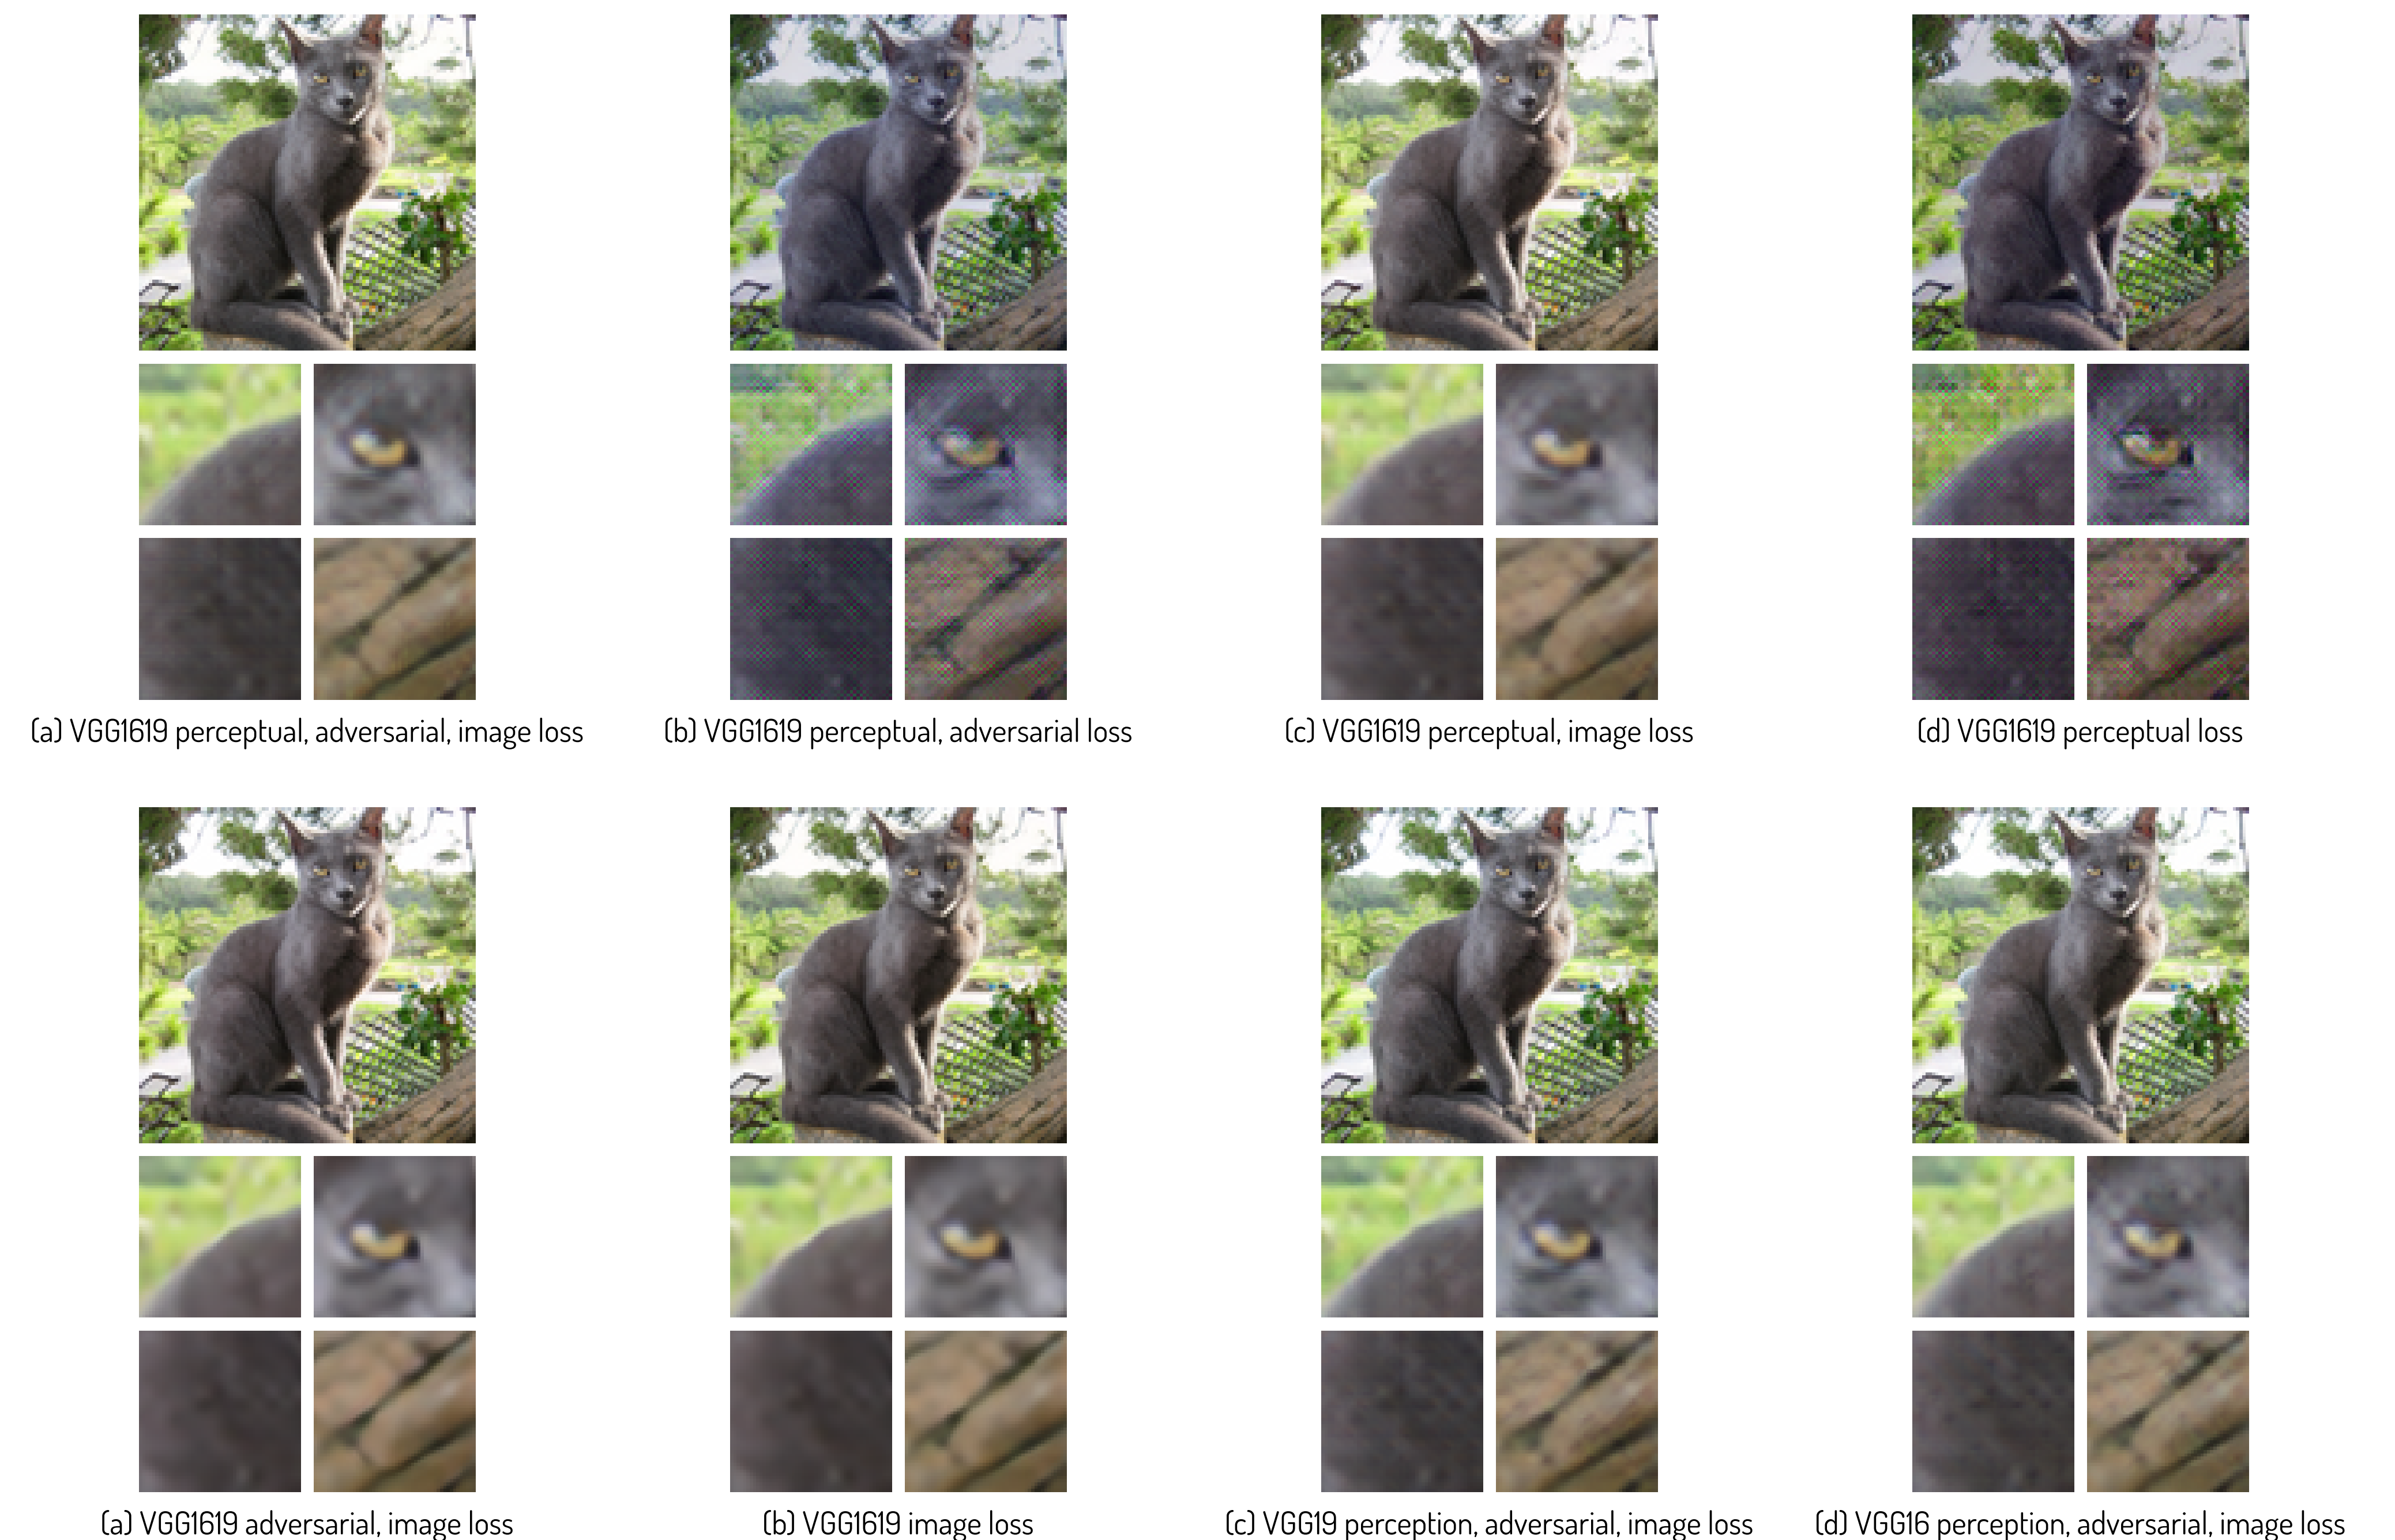 (a) VGG1619 perceptual, adversarial, image loss
(b) VGG1619 perceptual, adversarial loss
(c) VGG1619 perceptual, image loss
(d) VGG1619 perceptual loss
(a) VGG1619 adversarial, image loss
(b) VGG1619 image loss
(c) VGG19 perception, adversarial, image loss
(d) VGG16 perception, adversarial, image loss